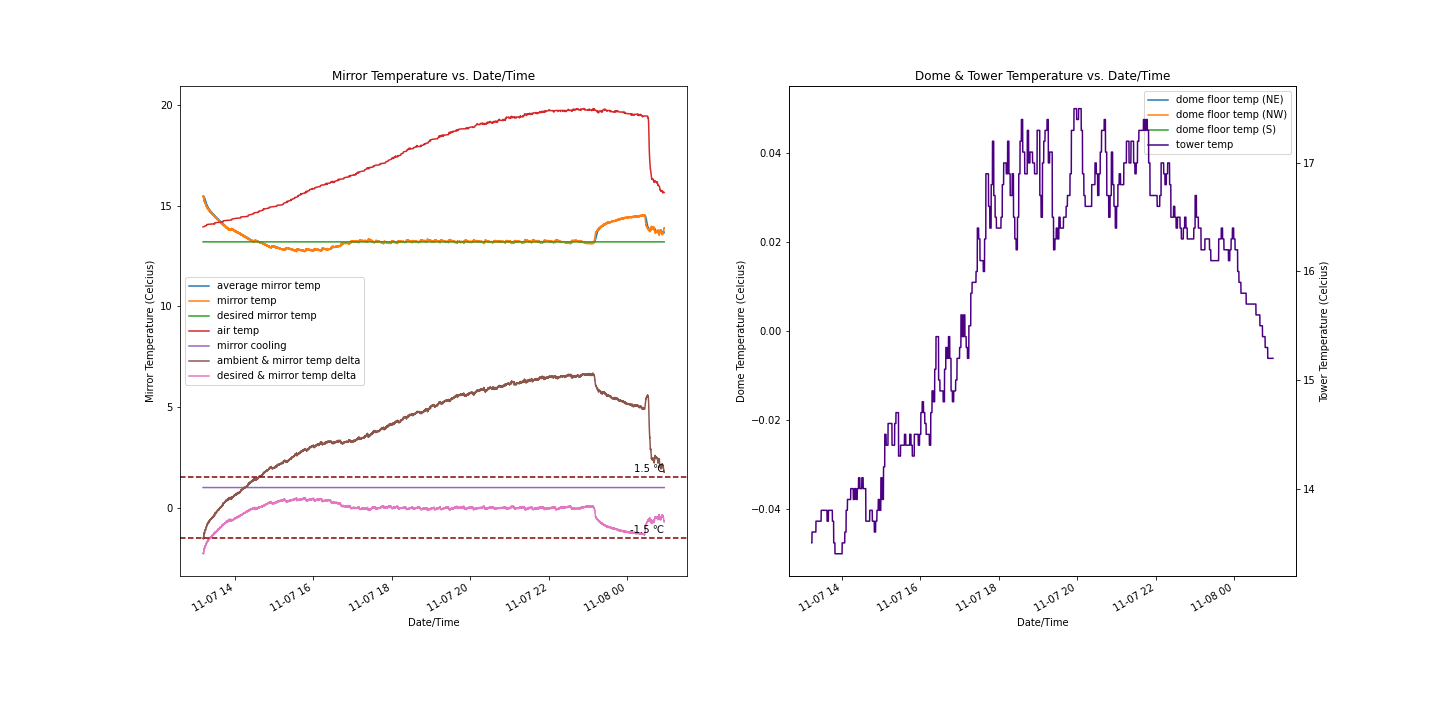 Mirror Temperature vs. Date/Time
20
15
10
5
0
Mirror Temperature (Celcius)
average mirror temp
mirror temp
desired mirror temp
air temp
mirror cooling
ambient & mirror temp delta
desired & mirror temp delta
1.5 °C
-1.5 °C
11-07 14
11-07 16
11-07 18
11-07 20
11-07 22
11-08 00
Date/Time
Dome & Tower Temperature vs. Date/Time
0.04
0.02
0.00
−0.02
−0.04
Dome Temperature (Celcius)
dome floor temp (NE)
dome floor temp (NW)
dome floor temp (S)
tower temp
17
16
15
14
Tower Temperature (Celcius)
11-07 14
11-07 16
11-07 18
11-07 20
11-07 22
11-08 00
Date/Time